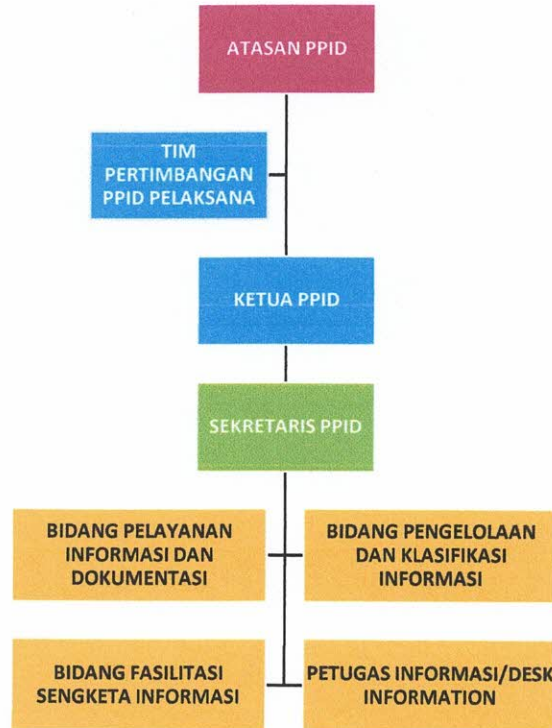 ATASAN PPID
TIM
PERTIMBANGAN
PPID PELAKSANA
KETUA PPID
SEKRETARIS PPID
BIDANG PELAYANAN
INFORMASI DAN
DOKUMENTASI
BIDANG PENGELOLAAN
DAN KLASIFIKASI
INFORMASI
BIDANG FASILITASI
SENGKETA INFORMASI
PETUGAS INFORMASI/DESK
INFORMATION